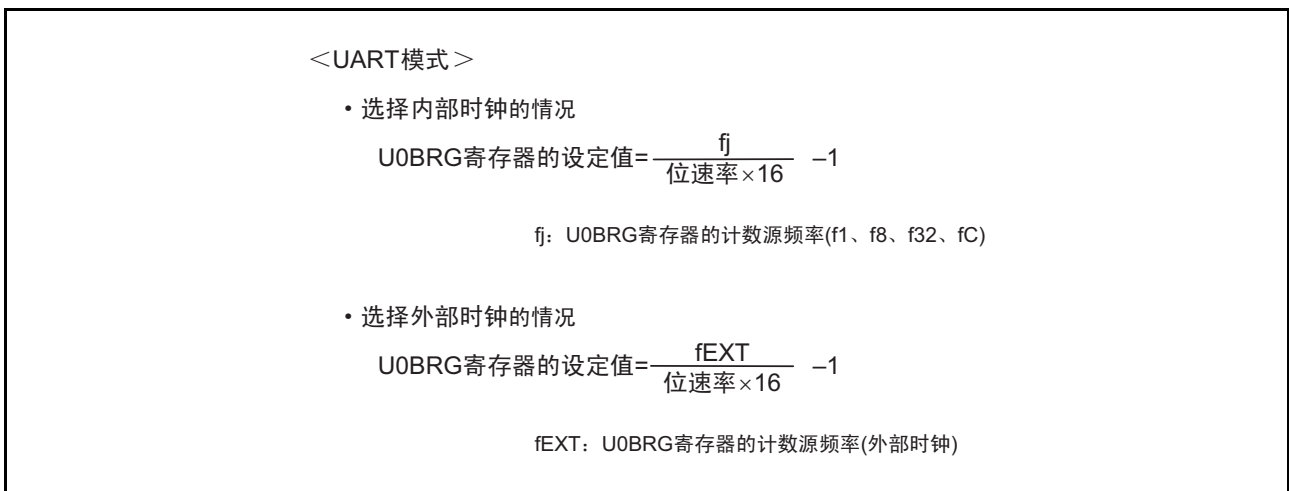 ＜UART模式＞
• 选择内部时钟的情况
U0BRG寄存器的设定值= fj
位速率×16 –1
fj：U0BRG寄存器的计数源频率(f1、f8、f32、fC)
• 选择外部时钟的情况
U0BRG寄存器的设定值= fEXT
位速率×16 –1
fEXT：U0BRG寄存器的计数源频率(外部时钟)